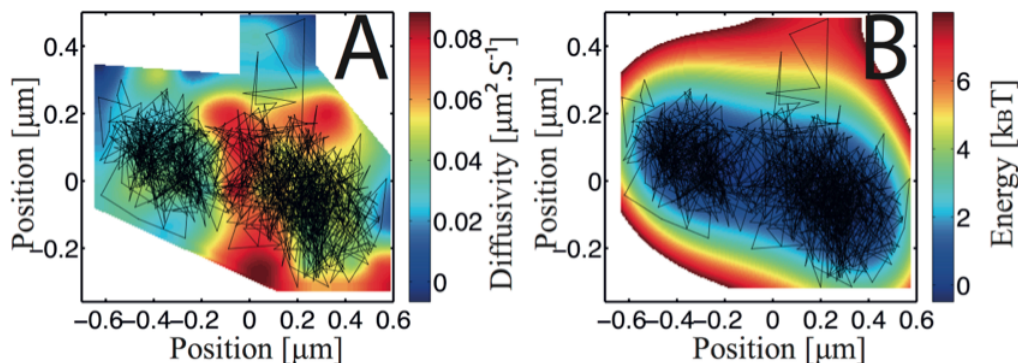 A
0.4
0.2
0
−0.2
Position [μm]
−0.6 −0.4 −0.2 0 0.2 0.4 0.6
Position [μm]
0.08
0.06
0.04
0.02
0
Diffusivity [μm².S⁻¹]
B
0.4
0.2
0
−0.2
Position [μm]
−0.6 −0.4 −0.2 0 0.2 0.4 0.6
Position [μm]
6
4
2
0
Energy [kBT]